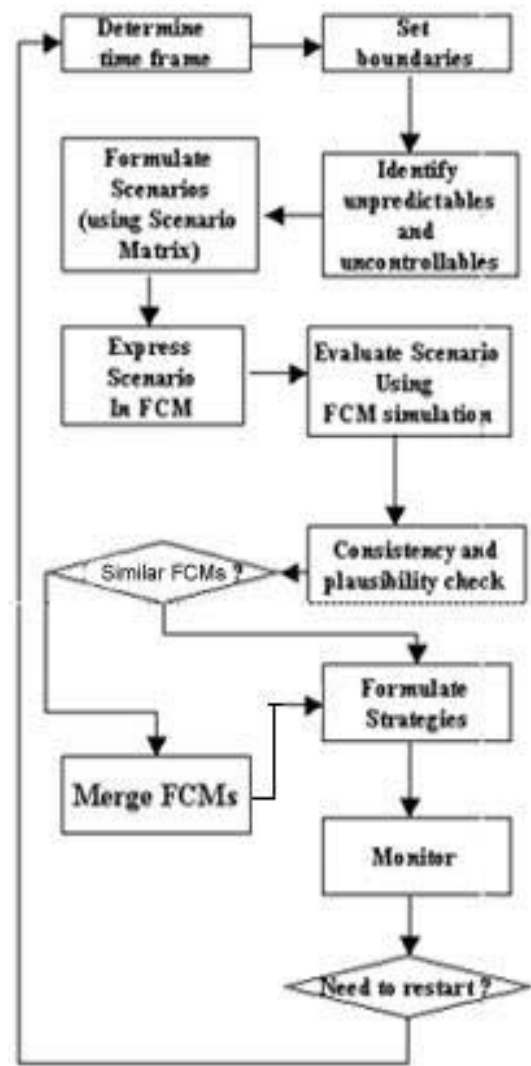 Determine
time frame
Set
boundaries
Identify
unpredictables
and
uncontrollables
Formulate
Scenarios
(using Scenario
Matrix)
Express
Scenario
In FCM
Evaluate Scenario
Using
FCM simulation
Consistency and
plausibility check
Similar FCMs ?
Formulate
Strategies
Merge FCMs
Monitor
Need to restart ?